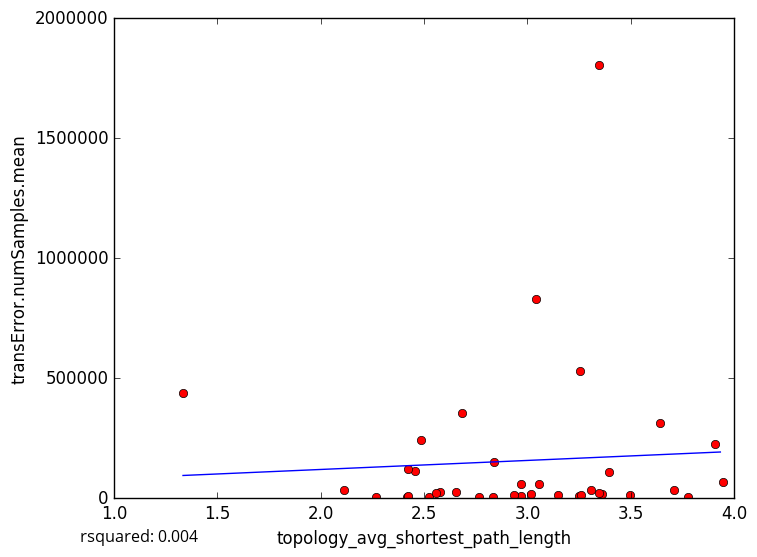 2000000
1500000
1000000
500000
0
transError.numSamples.mean
1.0 1.5 2.0 2.5 3.0 3.5 4.0
topology_avg_shortest_path_length
rsquared: 0.004